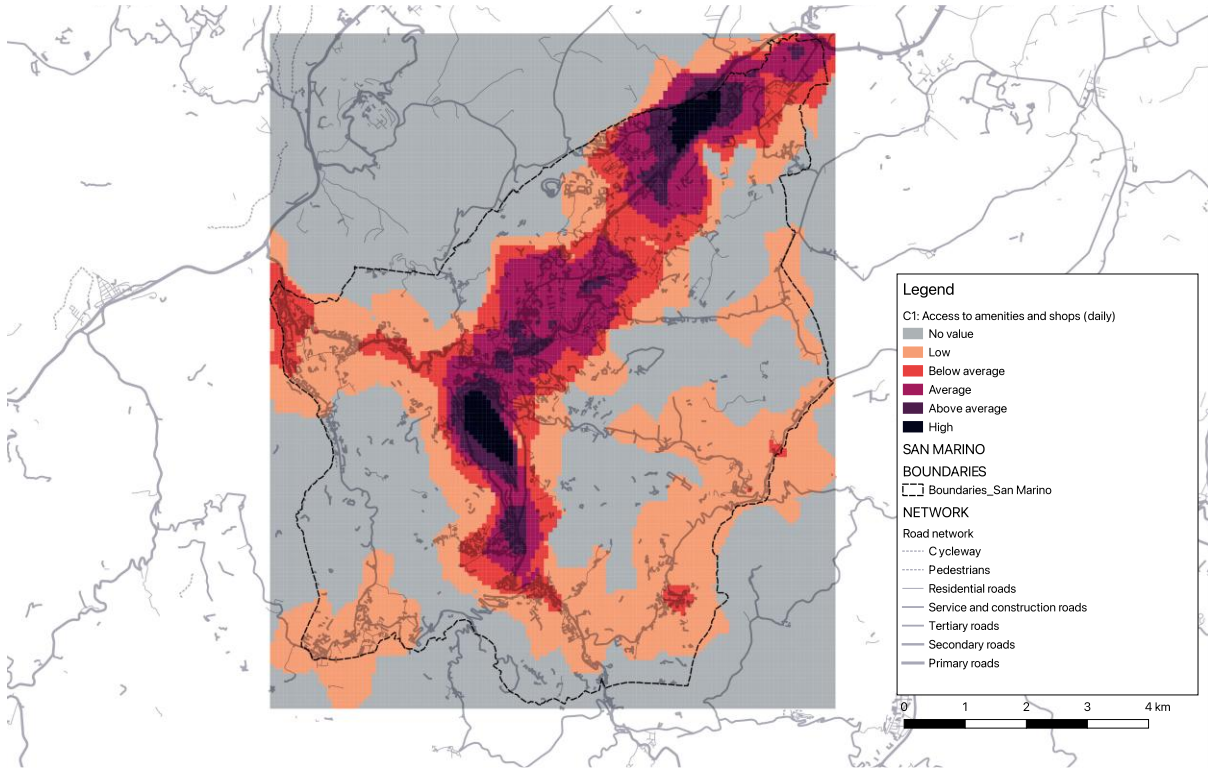 Legend
C1: Access to amenities and shops (daily)
No value
Low
Below average
Average
Above average
High
SAN MARINO
BOUNDARIES
Boundaries_San Marino
NETWORK
Road network
Cycleway
Pedestrians
Residential roads
Service and construction roads
Tertiary roads
Secondary roads
Primary roads
0 1 2 3 4 km